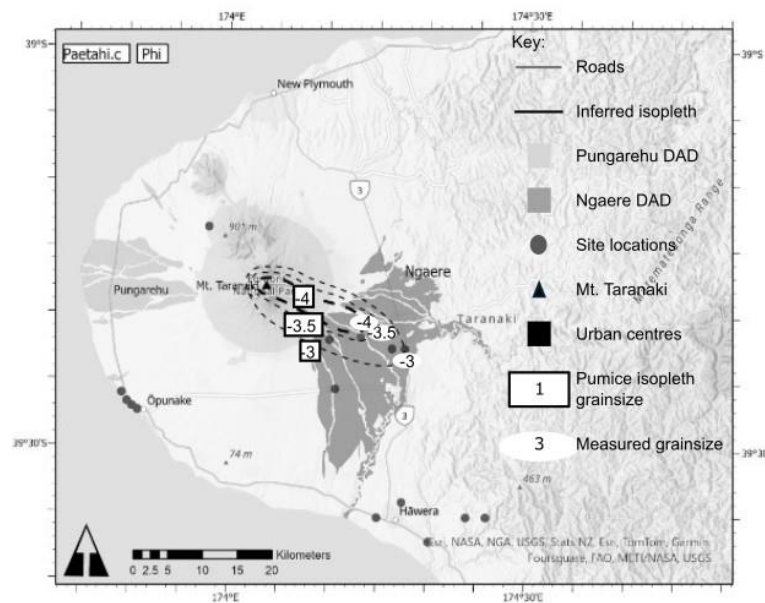 174°E
174°30'E
39°S
39°S
Paetahi.c
Phi
Key:
Roads
Inferred isopleth
Pungarehu DAD
Ngaere DAD
Site locations
Mt. Taranaki
Urban centres
1
Pumice isopleth
grainsize
3
Measured grainsize
New Plymouth
3
901 m
Ngaere
Pungarehu
Mt. Taranaki
Taranaki
-4
-3.5
-3
-4
-3.5
-3
Ōpunake
3
39°30'S
39°30'S
74 m
463 m
Hāwera
Esri, NASA, NGA, USGS, Stats NZ, Esri, TomTom, Garmin,
Foursquare, FAO, METI/NASA, USGS
Kilometers
0 2.5 5 10 15 20
174°E
174°30'E